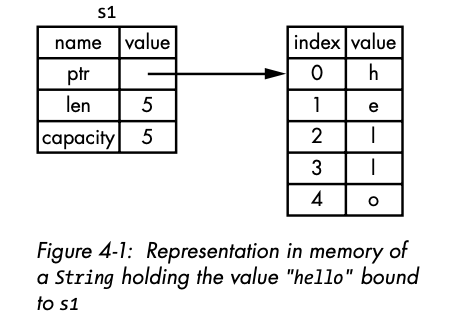 s1
name value
ptr
len 5
capacity 5
index value
0 h
1 e
2 l
3 l
4 o
Figure 4-1: Representation in memory of
a String holding the value "hello" bound
to s1